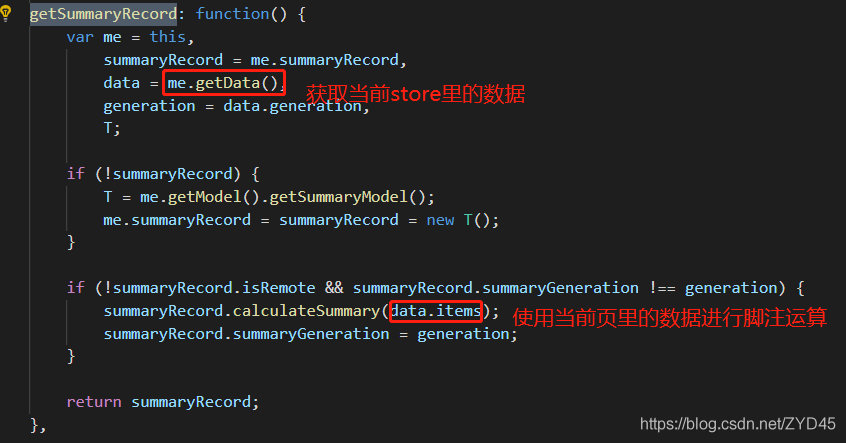 getSummaryRecord: function() {
var me = this,
summaryRecord = me.summaryRecord,
data = me.getData(), 获取当前store里的数据
generation = data.generation,
T;
if (!summaryRecord) {
T = me.getModel().getSummaryModel();
me.summaryRecord = summaryRecord = new T();
}
if (!summaryRecord.isRemote && summaryRecord.summaryGeneration !== generation) {
summaryRecord.calculateSummary(data.items); 使用当前页里的数据进行脚注运算
summaryRecord.summaryGeneration = generation;
}
return summaryRecord;
},
https://blog.csdn.net/ZYD45